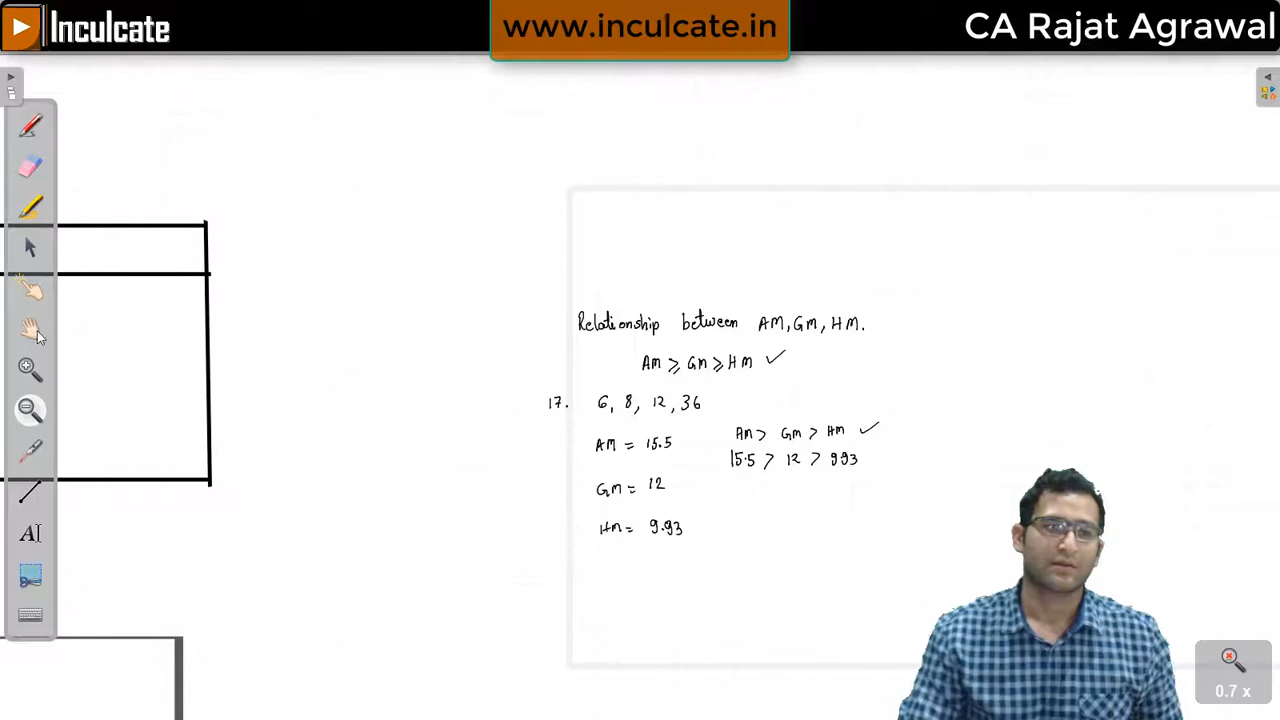 Inculcate
www.inculcate.in
CA Rajat Agrawal
Relationship between AM, GM, HM.
AM ≥ GM ≥ HM ✓
17. 6, 8, 12, 36
AM = 15.5
AM > GM > HM ✓
15.5 > 12 > 9.93
GM = 12
HM = 9.93
AI
0.7 x